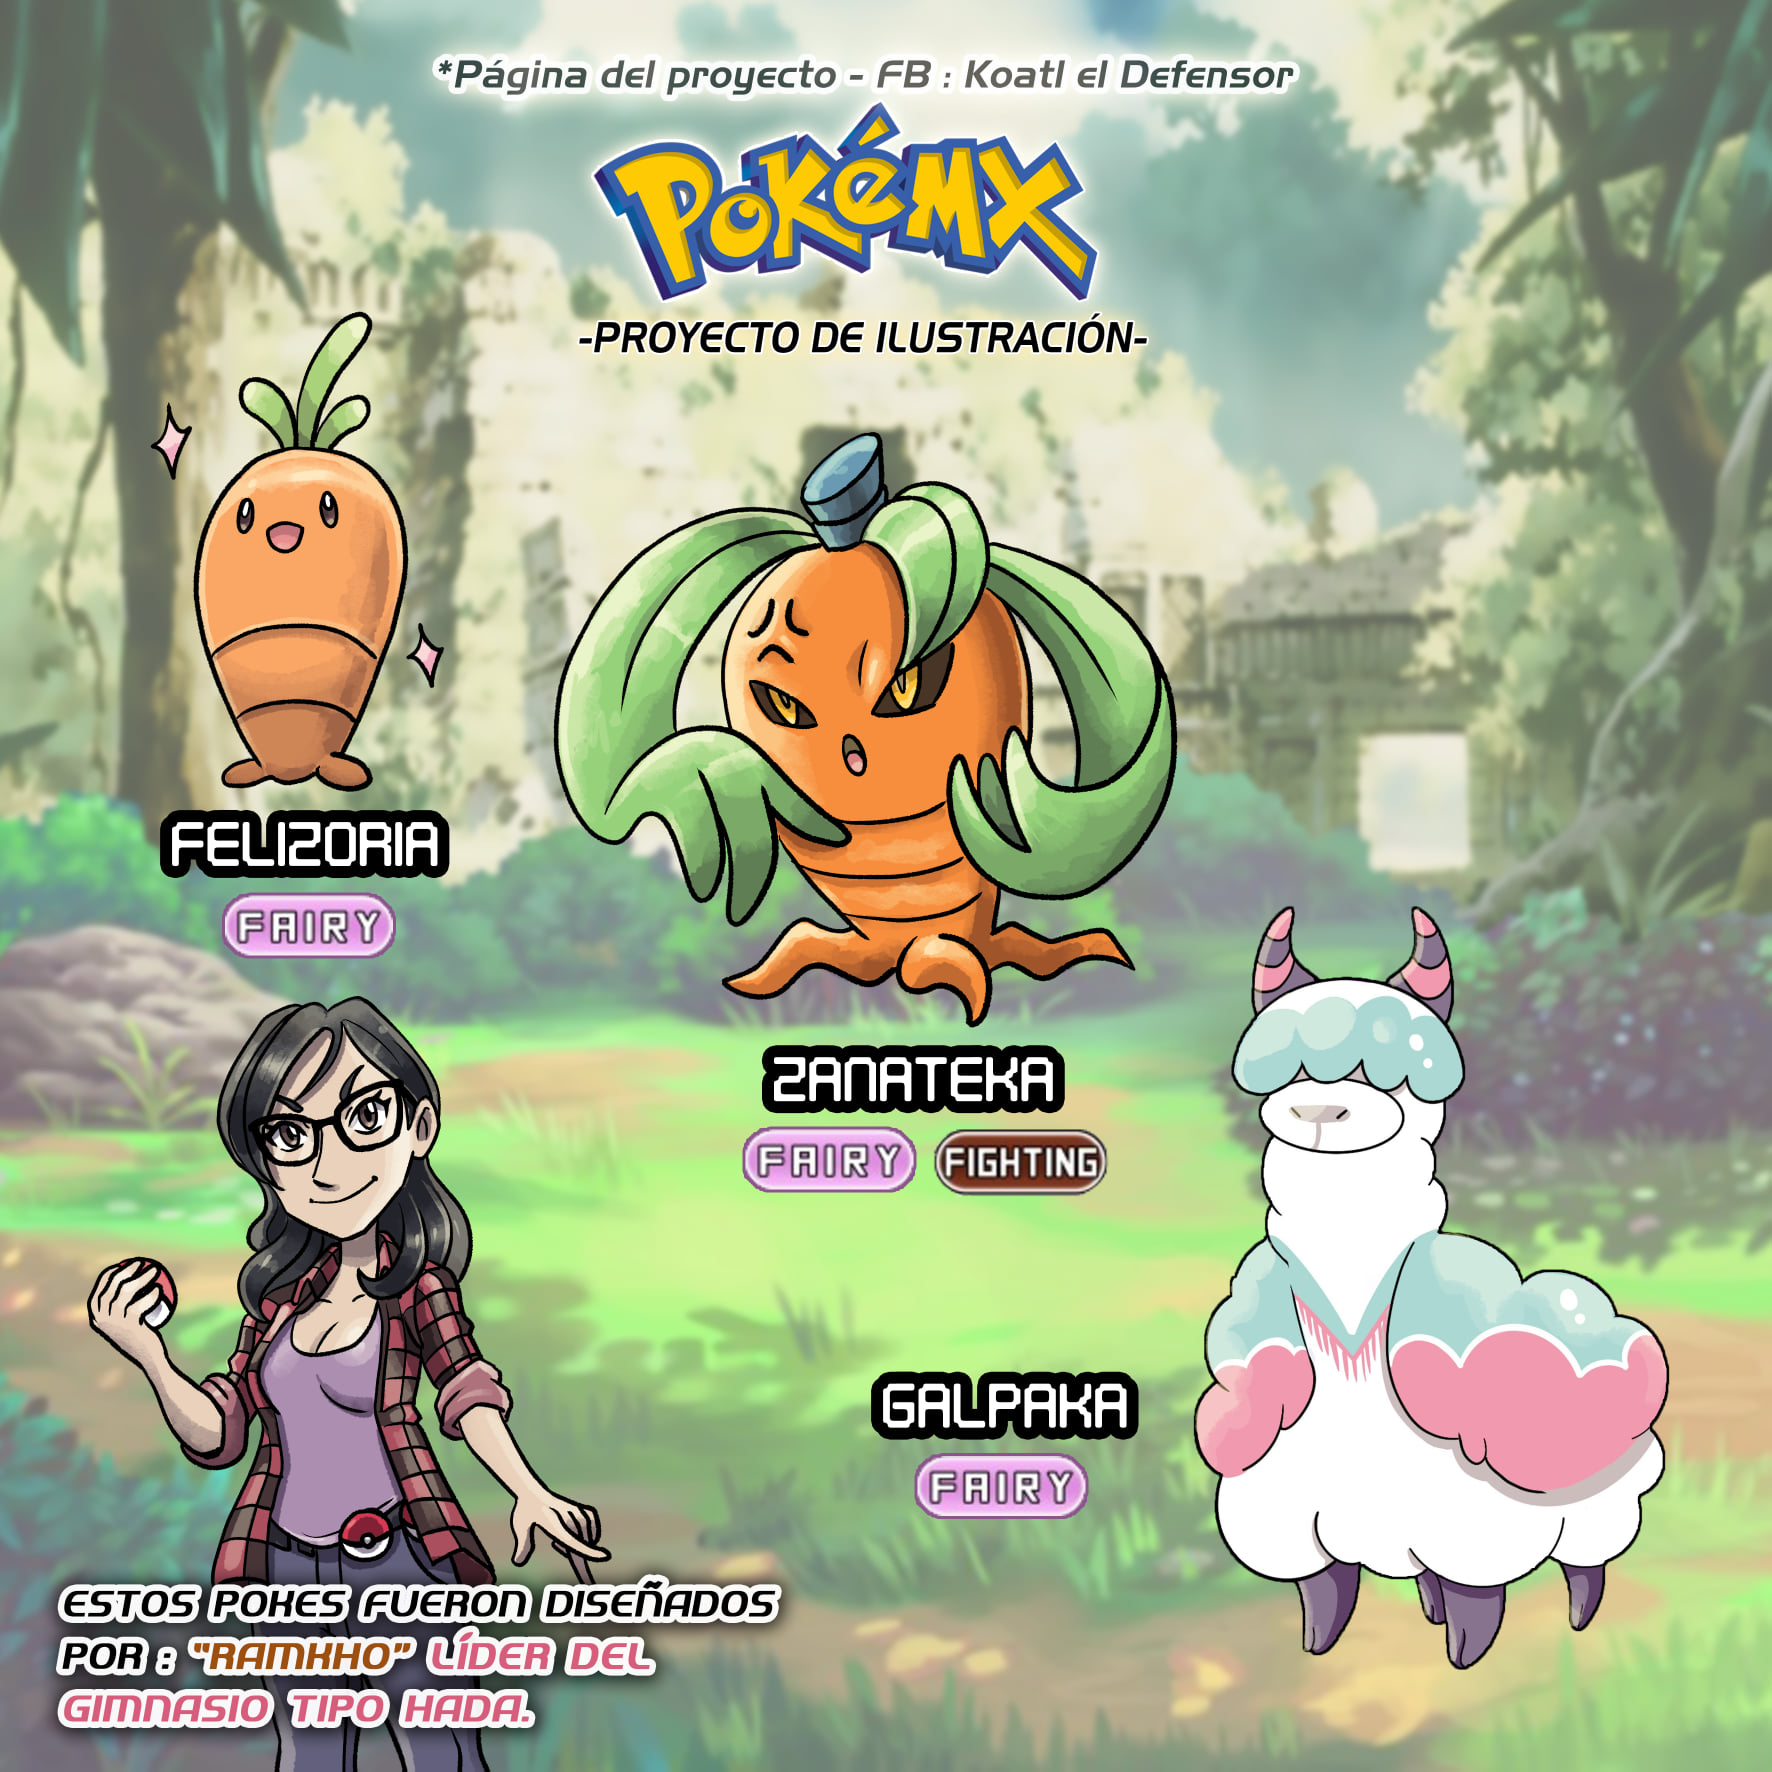 *Página del proyecto - FB : Koatl el Defensor
POKéMX
-PROYECTO DE ILUSTRACIÓN-
FELIZORIA
FAIRY
ZANATEKA
FAIRY FIGHTING
GALPAKA
FAIRY
ESTOS POKES FUERON DISEÑADOS
POR : "RAMKHO" LÍDER DEL
GIMNASIO TIPO HADA.